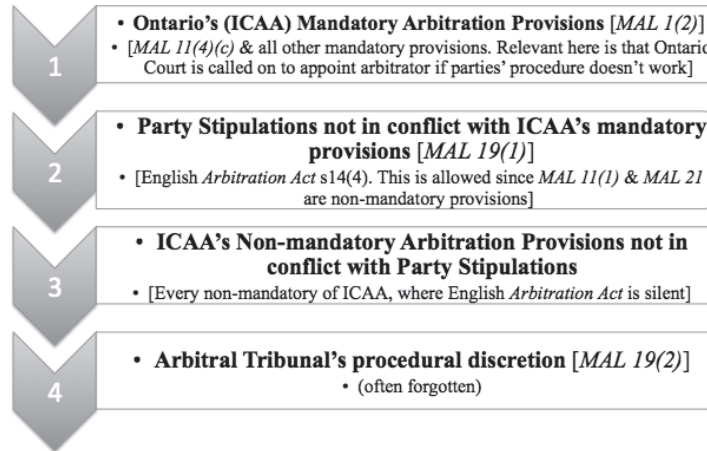 1
• Ontario’s (ICAA) Mandatory Arbitration Provisions [MAL 1(2)]
• [MAL 11(4)(c) & all other mandatory provisions. Relevant here is that Ontario
Court is called on to appoint arbitrator if parties’ procedure doesn’t work]
2
• Party Stipulations not in conflict with ICAA’s mandatory
provisions [MAL 19(1)]
• [English Arbitration Act s14(4). This is allowed since MAL 11(1) & MAL 21
are non-mandatory provisions]
3
• ICAA’s Non-mandatory Arbitration Provisions not in
conflict with Party Stipulations
• [Every non-mandatory of ICAA, where English Arbitration Act is silent]
4
• Arbitral Tribunal’s procedural discretion [MAL 19(2)]
• (often forgotten)